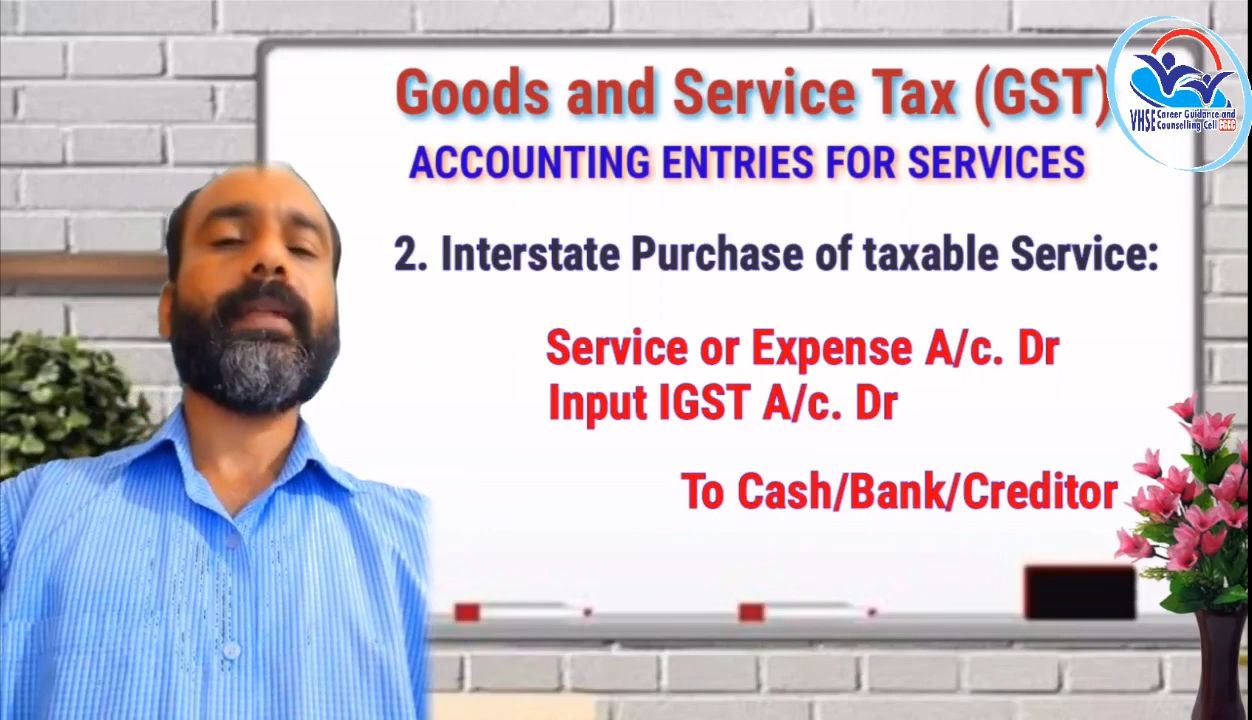 Goods and Service Tax (GST)
VHSE Career Guidance and
Counselling Cell CGCC
ACCOUNTING ENTRIES FOR SERVICES
2. Interstate Purchase of taxable Service:
Service or Expense A/c. Dr
Input IGST A/c. Dr
To Cash/Bank/Creditor